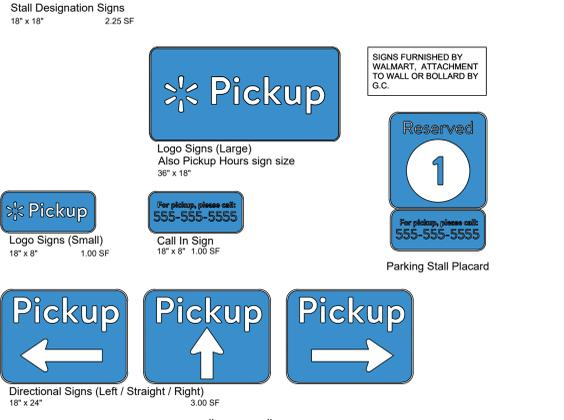 Stall Designation Signs
18" x 18" 2.25 SF
Pickup
SIGNS FURNISHED BY
WALMART, ATTACHMENT
TO WALL OR BOLLARD BY
G.C.
Logo Signs (Large)
Also Pickup Hours sign size
36" x 18"
Reserved
1
For pickup, please call:
555-555-5555
Parking Stall Placard
Pickup
Logo Signs (Small)
18" x 8" 1.00 SF
For pickup, please call:
555-555-5555
Call In Sign
18" x 8" 1.00 SF
Pickup
Pickup
Pickup
Directional Signs (Left / Straight / Right)
18" x 24" 3.00 SF